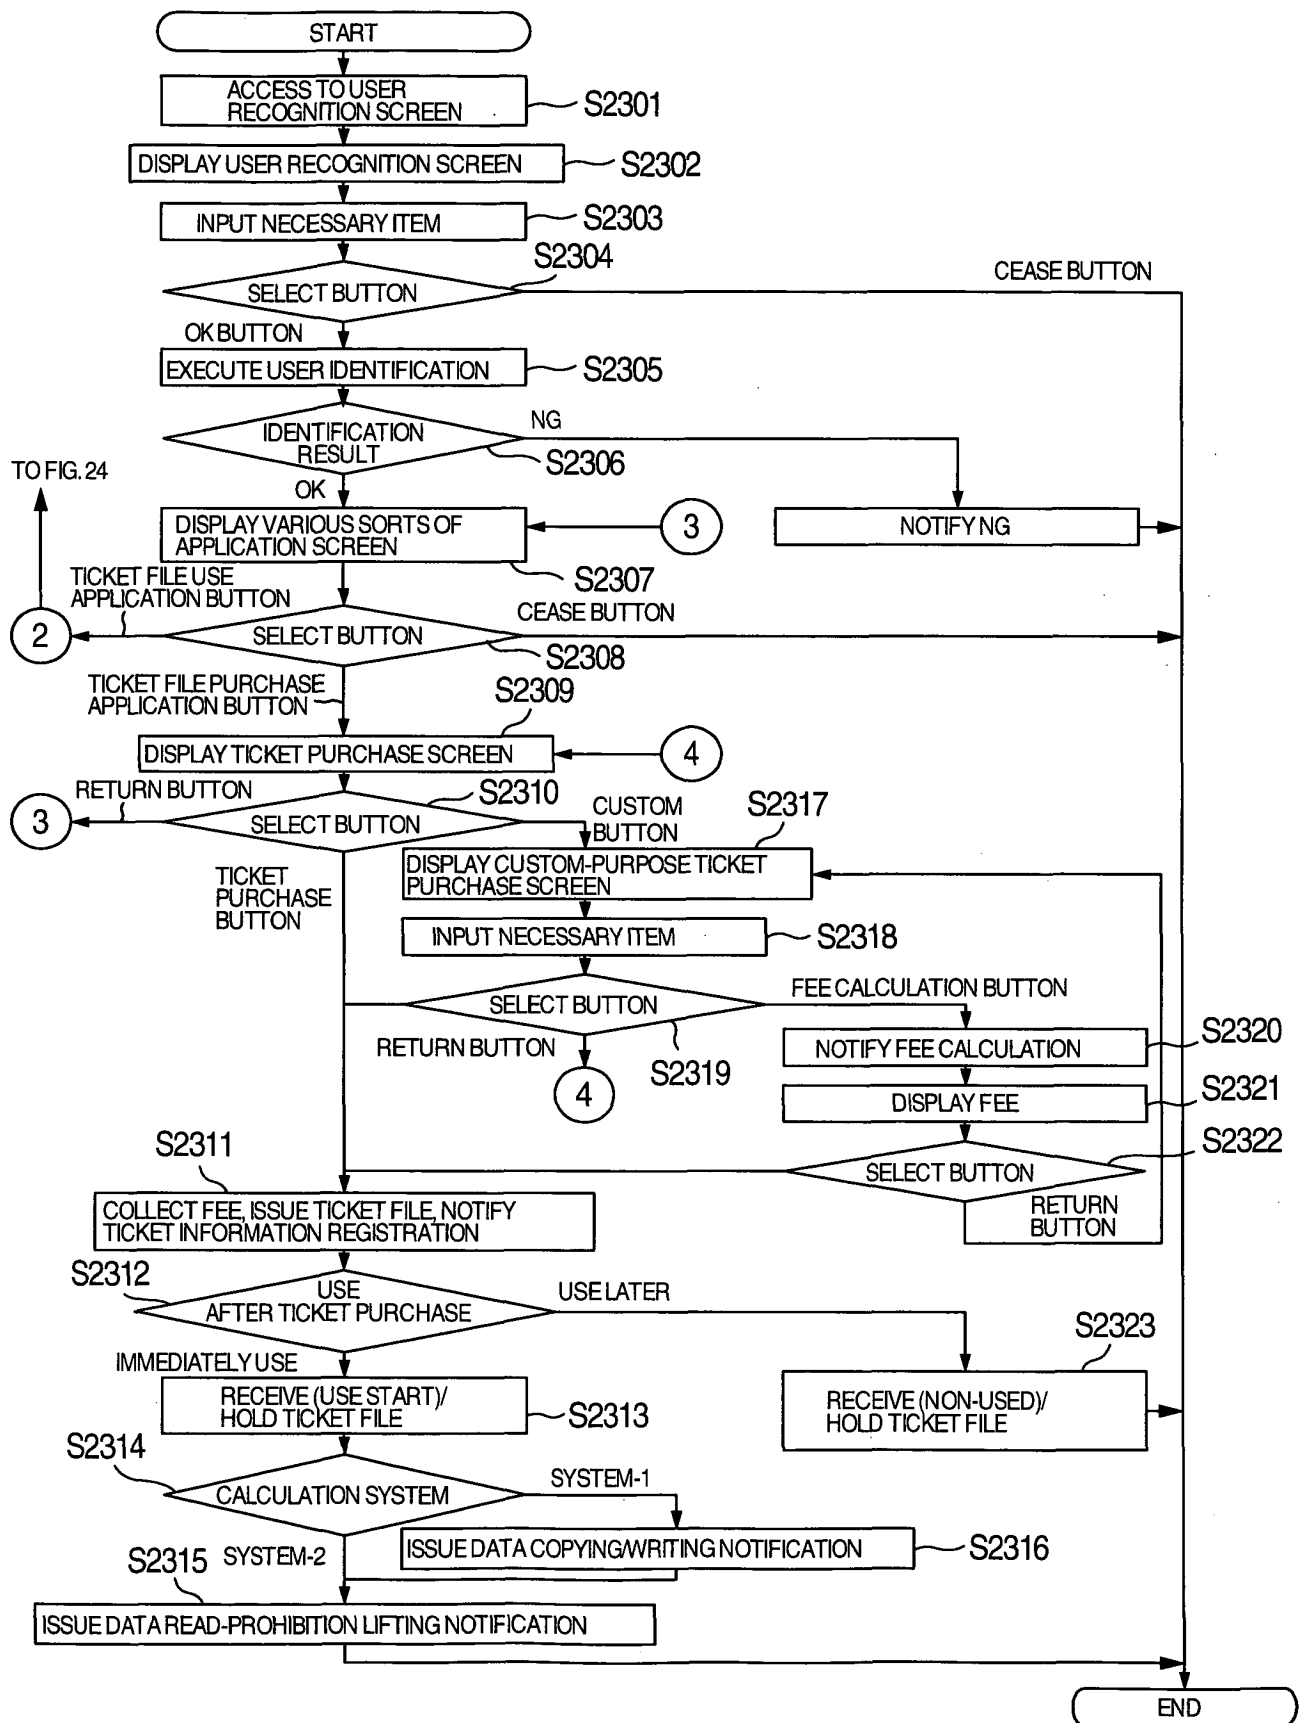 START
ACCESS TO USER
RECOGNITION SCREEN
S2301
DISPLAY USER RECOGNITION SCREEN
S2302
INPUT NECESSARY ITEM
S2303
S2304
SELECT BUTTON
CEASE BUTTON
OK BUTTON
EXECUTE USER IDENTIFICATION
S2305
IDENTIFICATION
RESULT
NG
S2306
TO FIG. 24
OK
DISPLAY VARIOUS SORTS OF
APPLICATION SCREEN
3
NOTIFY NG
S2307
TICKET FILE USE
APPLICATION BUTTON
CEASE BUTTON
2
SELECT BUTTON
S2308
TICKET FILE PURCHASE
APPLICATION BUTTON
S2309
DISPLAY TICKET PURCHASE SCREEN
4
RETURN BUTTON
S2310
3
SELECT BUTTON
CUSTOM
BUTTON
S2317
TICKET
PURCHASE
BUTTON
DISPLAY CUSTOM-PURPOSE TICKET
PURCHASE SCREEN
INPUT NECESSARY ITEM
S2318
SELECT BUTTON
FEE CALCULATION BUTTON
RETURN BUTTON
S2319
4
NOTIFY FEE CALCULATION
S2320
DISPLAY FEE
S2321
S2322
SELECT BUTTON
RETURN
BUTTON
S2311
COLLECT FEE, ISSUE TICKET FILE, NOTIFY
TICKET INFORMATION REGISTRATION
S2312
USE
AFTER TICKET PURCHASE
USE LATER
S2323
IMMEDIATELY USE
RECEIVE (USE START)/
HOLD TICKET FILE
S2313
RECEIVE (NON-USED)/
HOLD TICKET FILE
S2314
CALCULATION SYSTEM
SYSTEM-1
S2315
SYSTEM-2
ISSUE DATA COPYING/WRITING NOTIFICATION
S2316
ISSUE DATA READ-PROHIBITION LIFTING NOTIFICATION
END